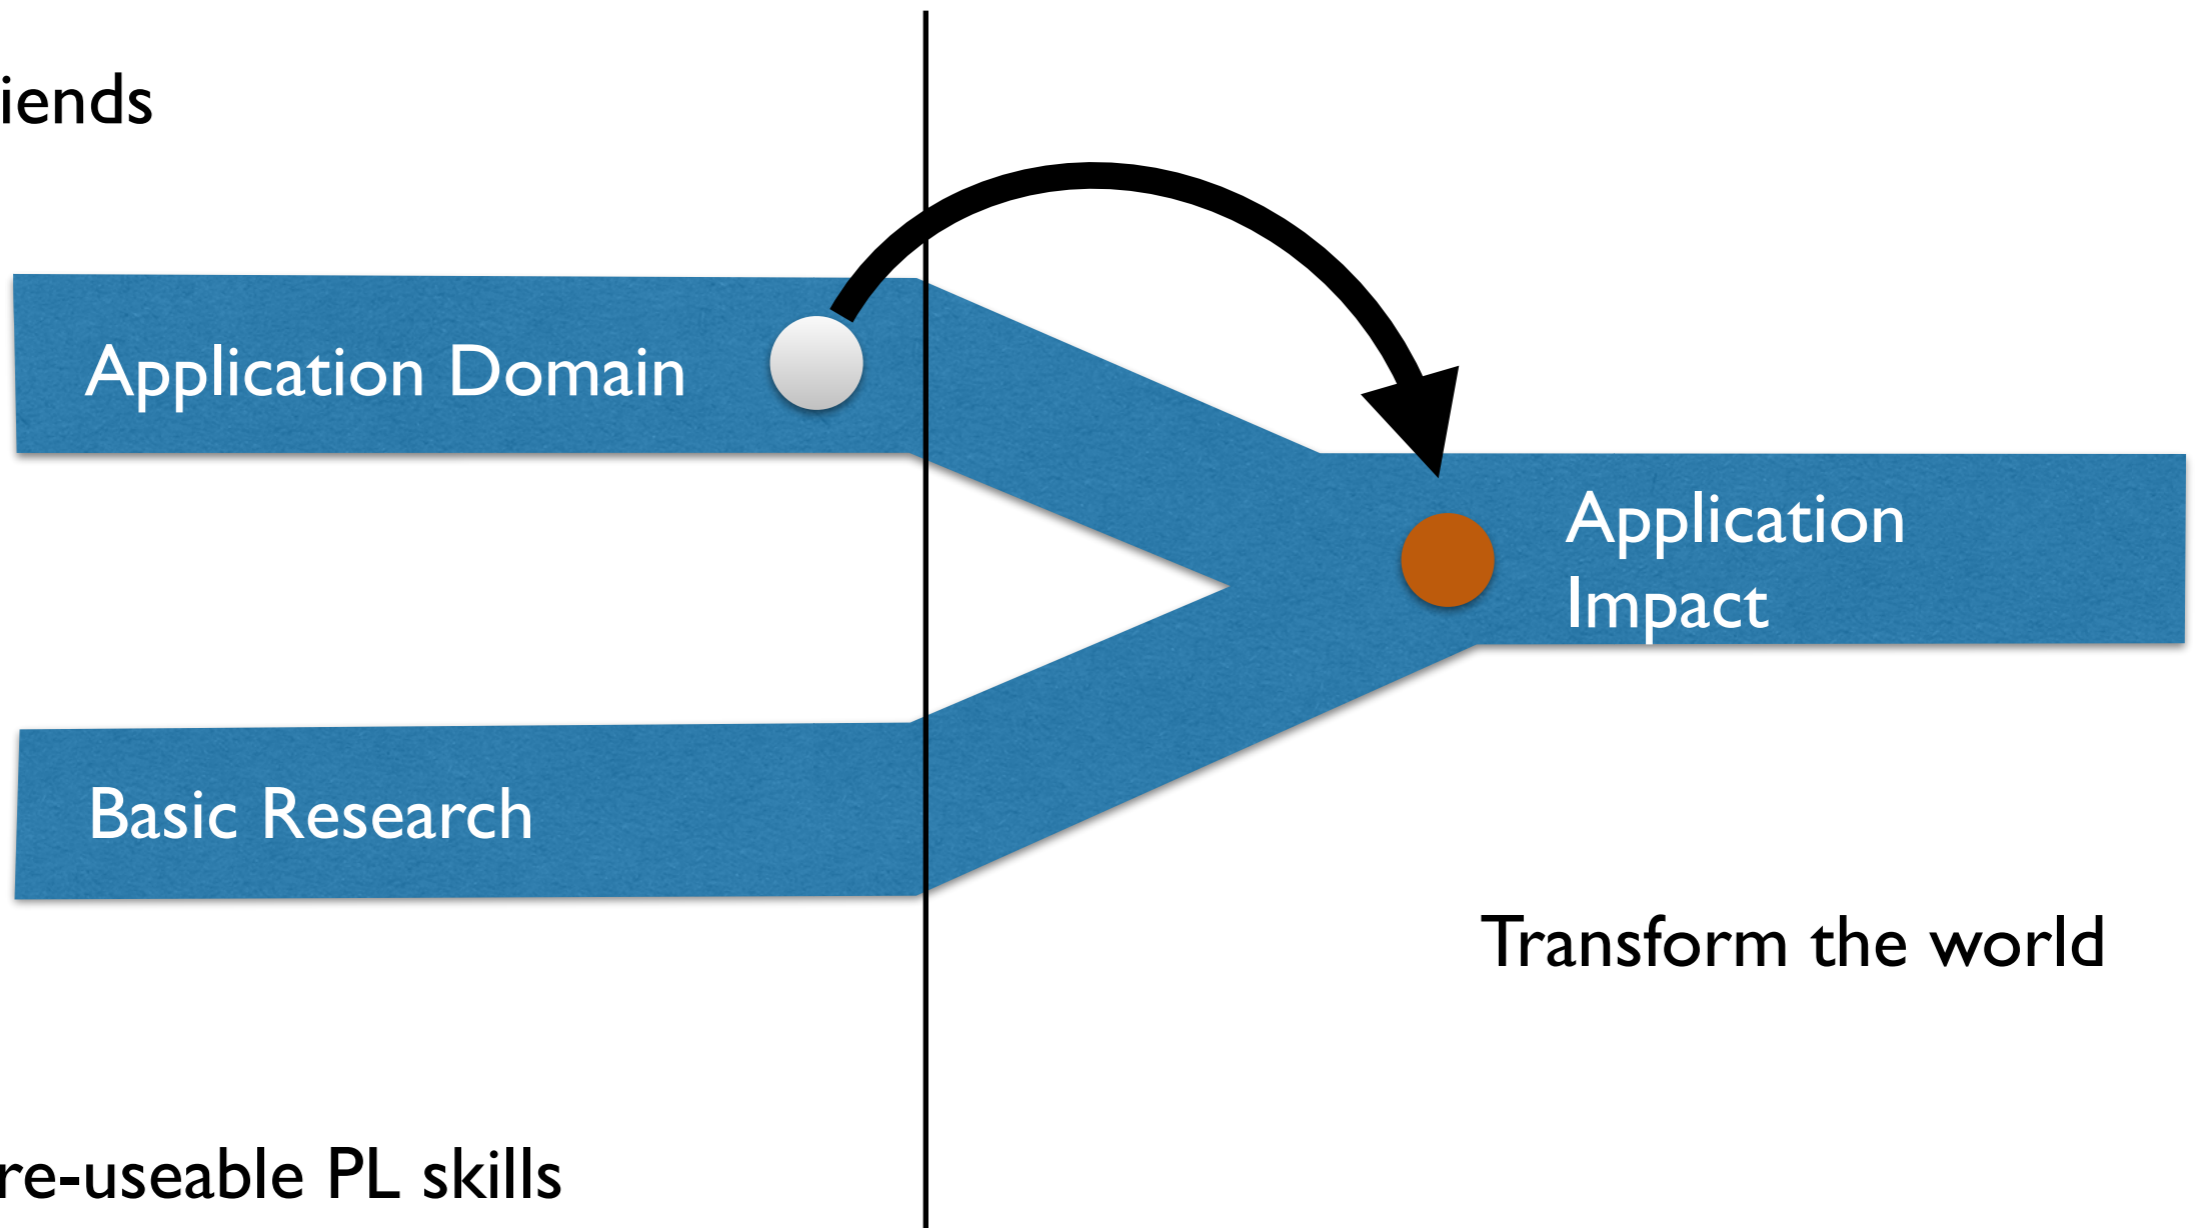 iends
Application Domain
Application
Impact
Basic Research
Transform the world
re-useable PL skills